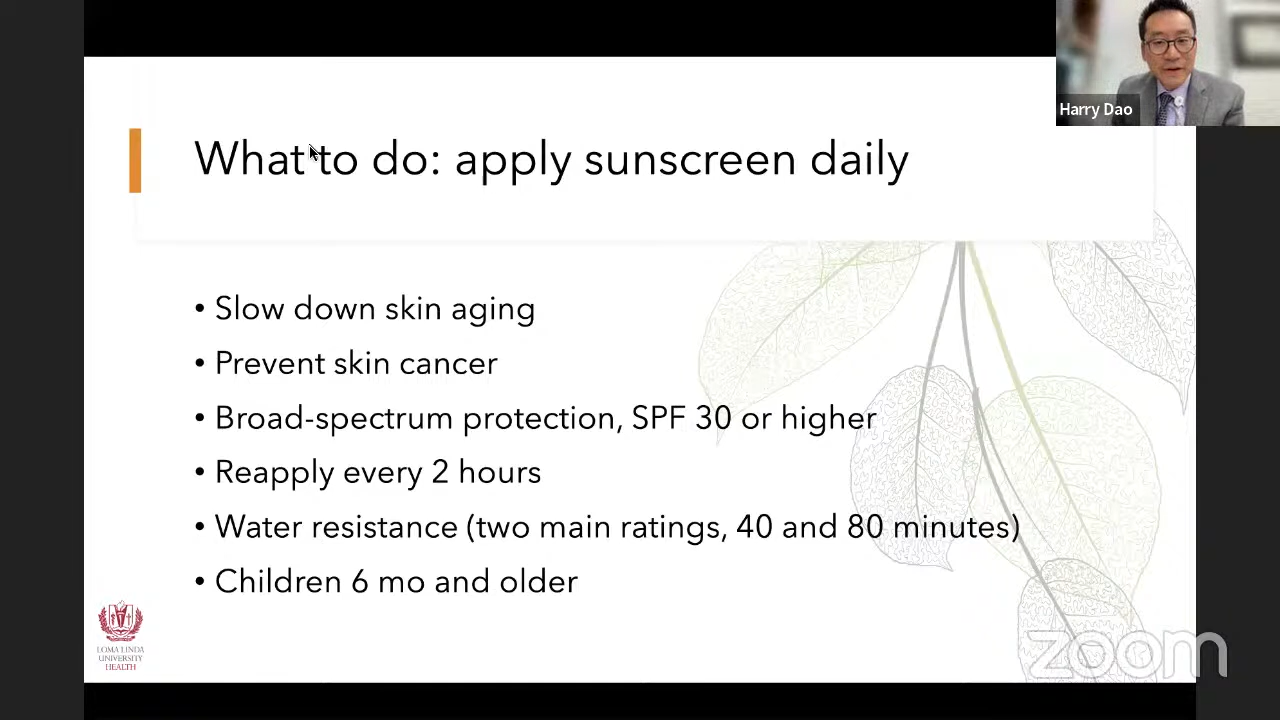 Harry Dao
What to do: apply sunscreen daily
• Slow down skin aging
• Prevent skin cancer
• Broad-spectrum protection, SPF 30 or higher
• Reapply every 2 hours
• Water resistance (two main ratings, 40 and 80 minutes)
• Children 6 mo and older
LOMA LINDA
UNIVERSITY
HEALTH
zoom